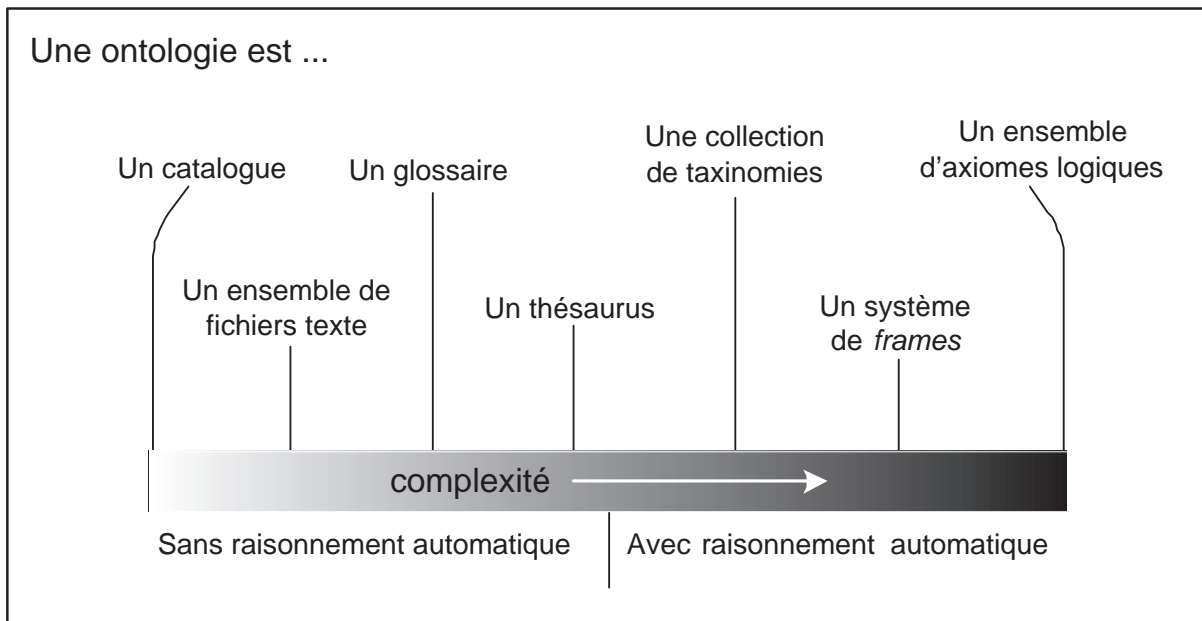 Une ontologie est ...
Un catalogue
Un glossaire
Une collection
de taxinomies
Un ensemble
d'axiomes logiques
Un ensemble de
fichiers texte
Un thésaurus
Un système
de frames
complexité
Sans raisonnement automatique
Avec raisonnement automatique